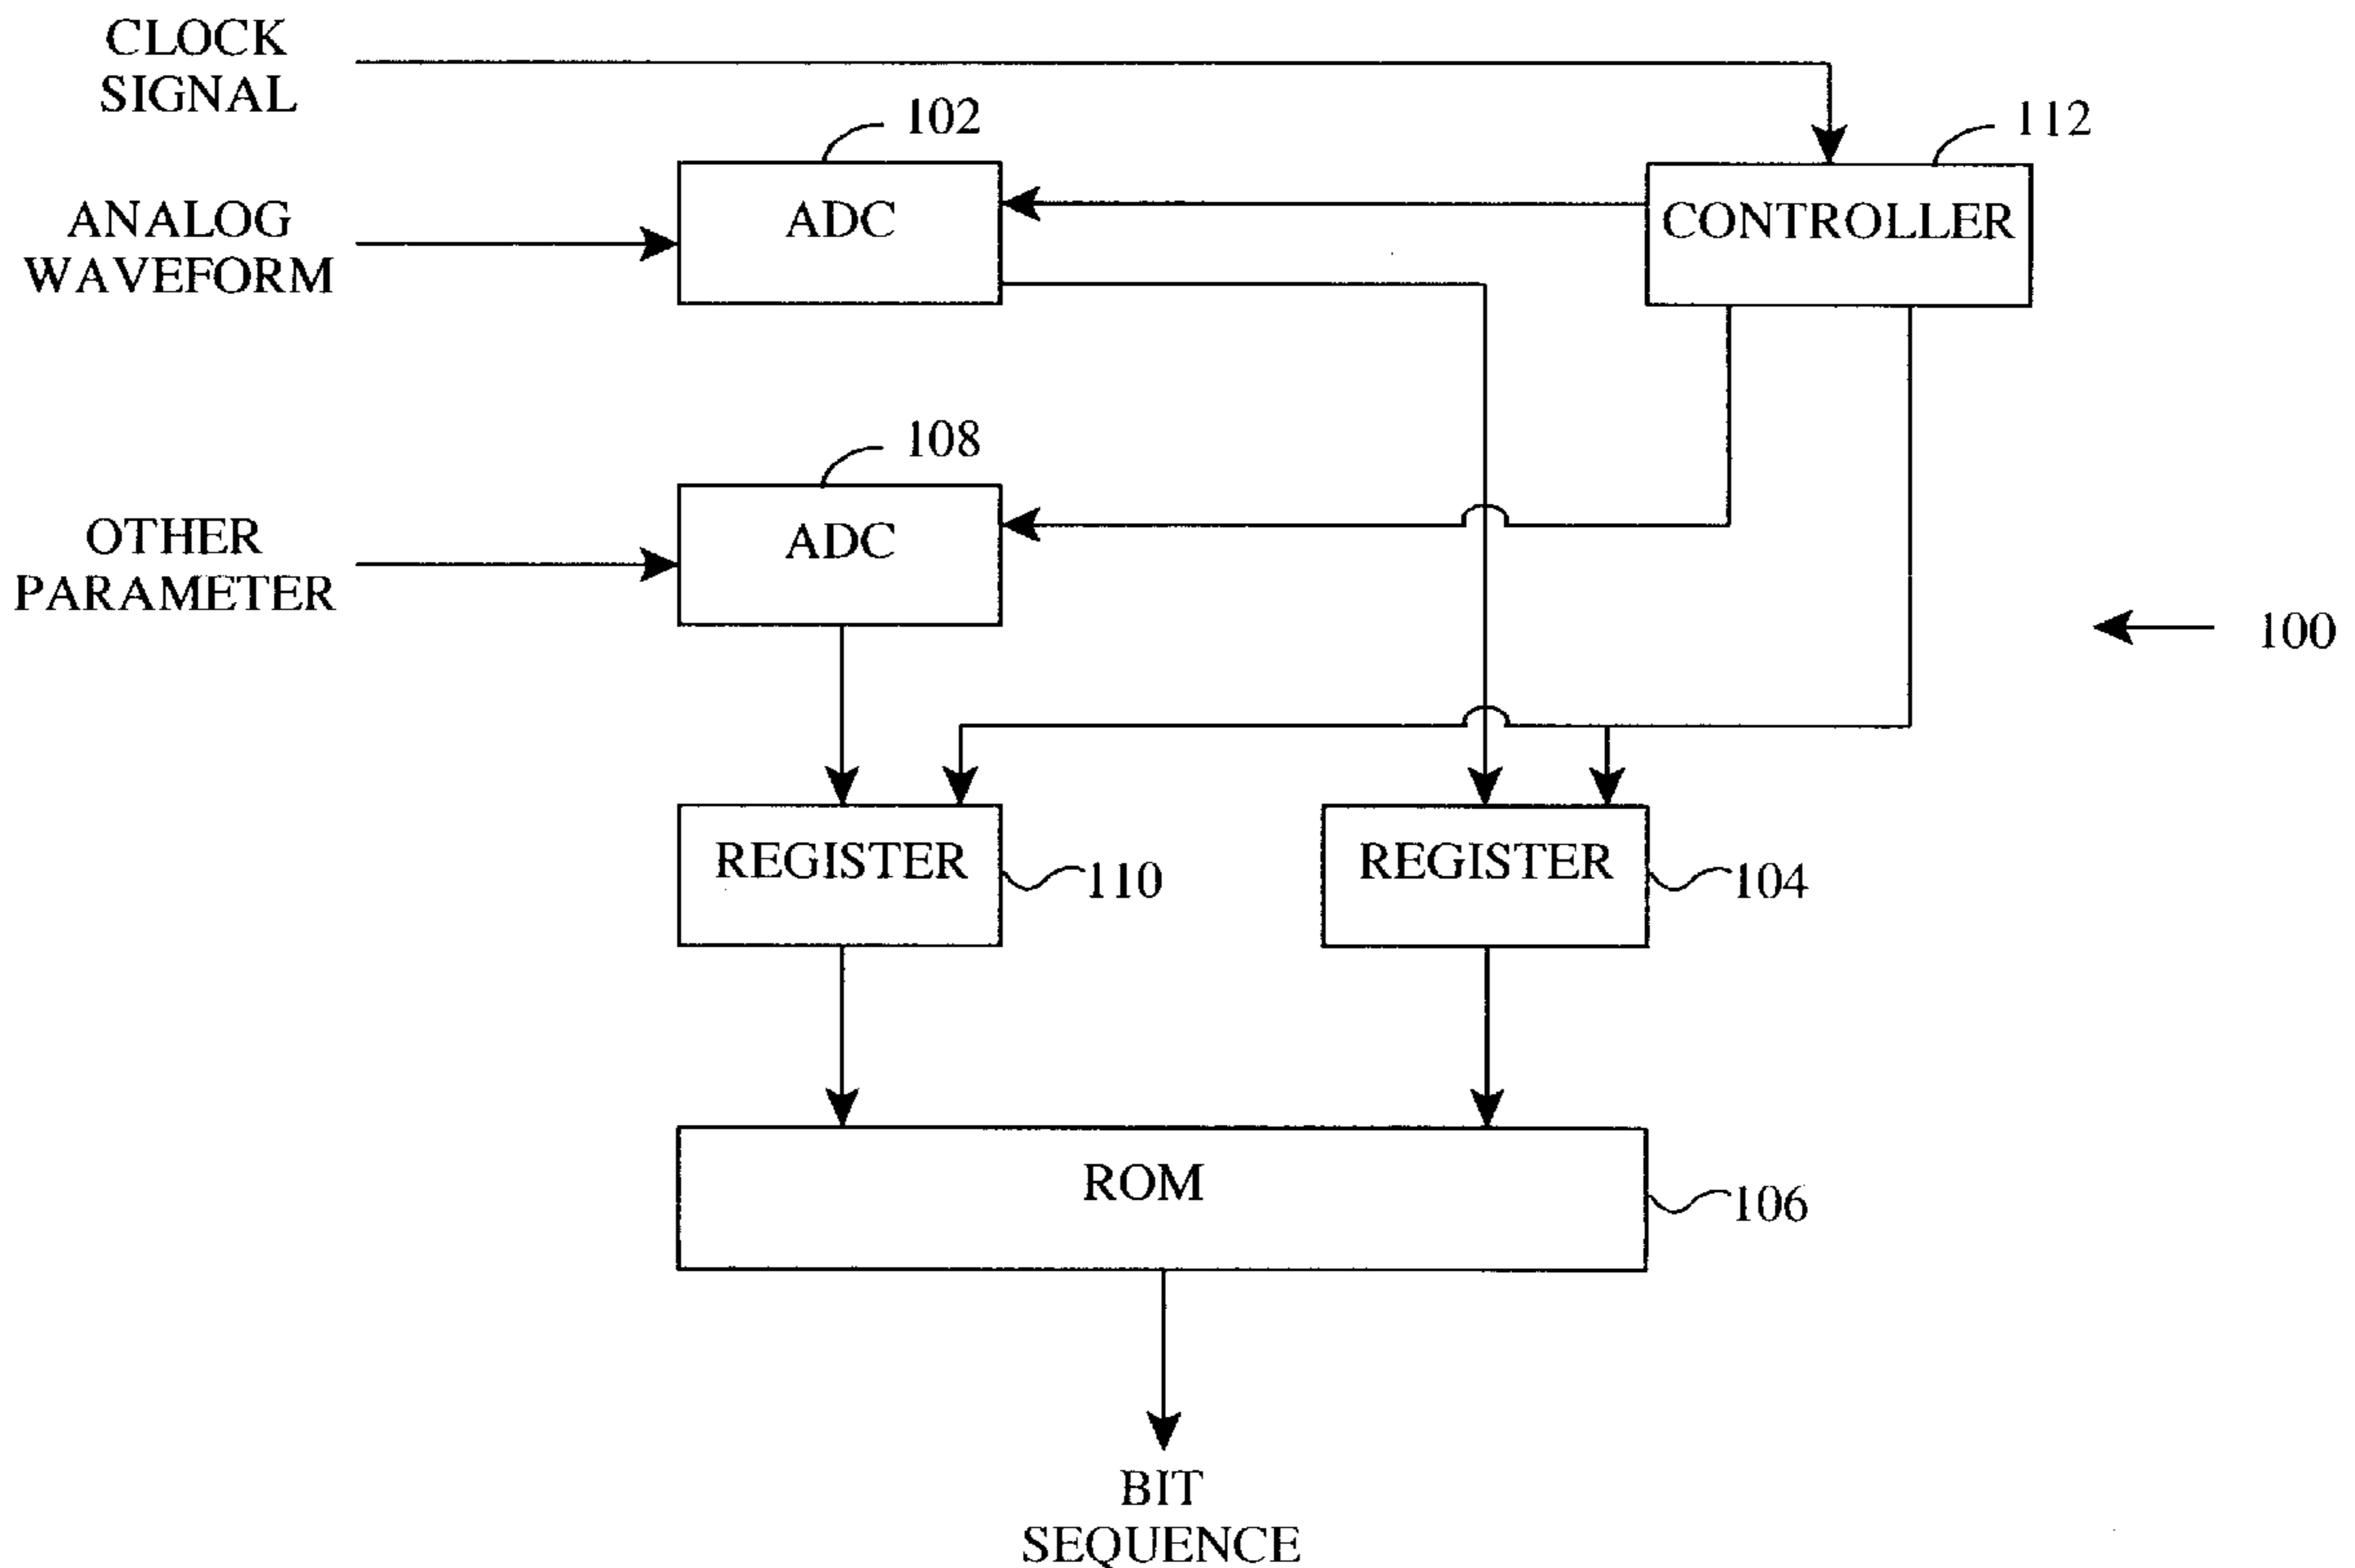 CLOCK
SIGNAL
102
112
ANALOG
WAVEFORM
ADC
CONTROLLER
108
OTHER
PARAMETER
ADC
100
REGISTER
110
REGISTER
104
ROM
106
BIT
SEQUENCE